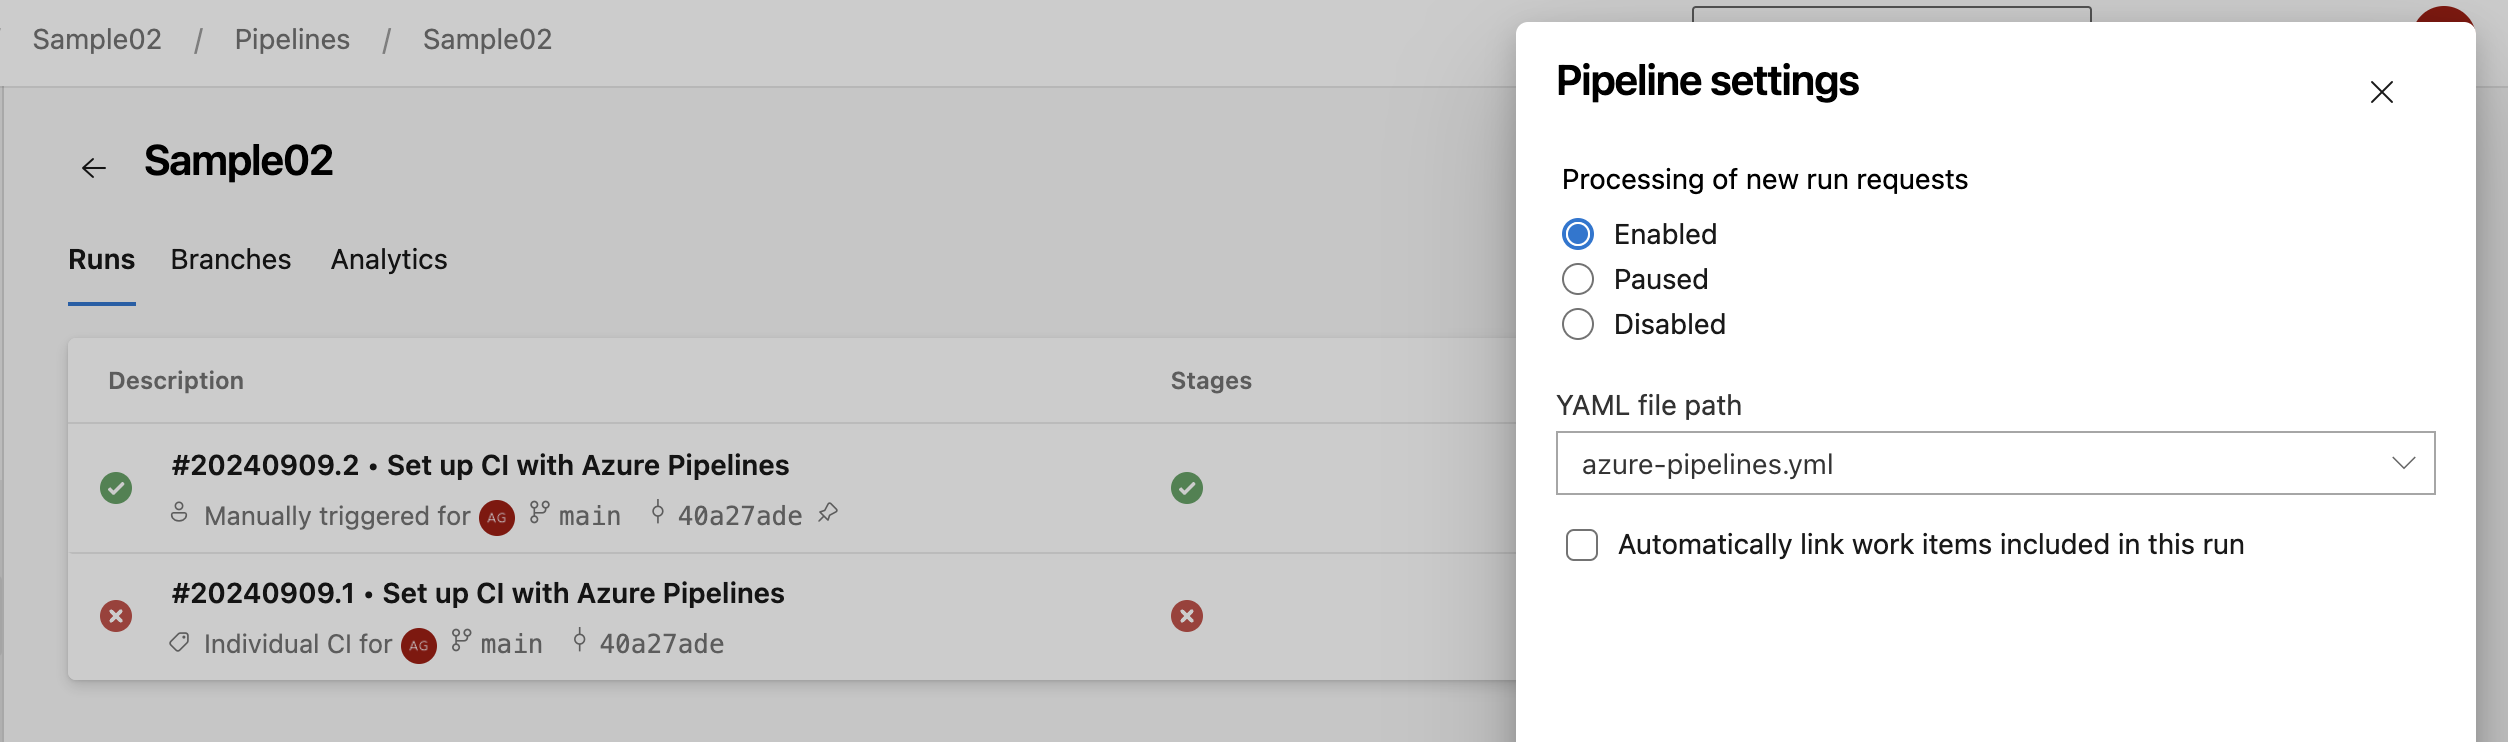 Sample02 / Pipelines / Sample02
Sample02
Runs Branches Analytics
Description Stages
#20240909.2 • Set up CI with Azure Pipelines
Manually triggered for AG main 40a27ade
#20240909.1 • Set up CI with Azure Pipelines
Individual CI for AG main 40a27ade
Pipeline settings
Processing of new run requests
Enabled
Paused
Disabled
YAML file path
azure-pipelines.yml
Automatically link work items included in this run